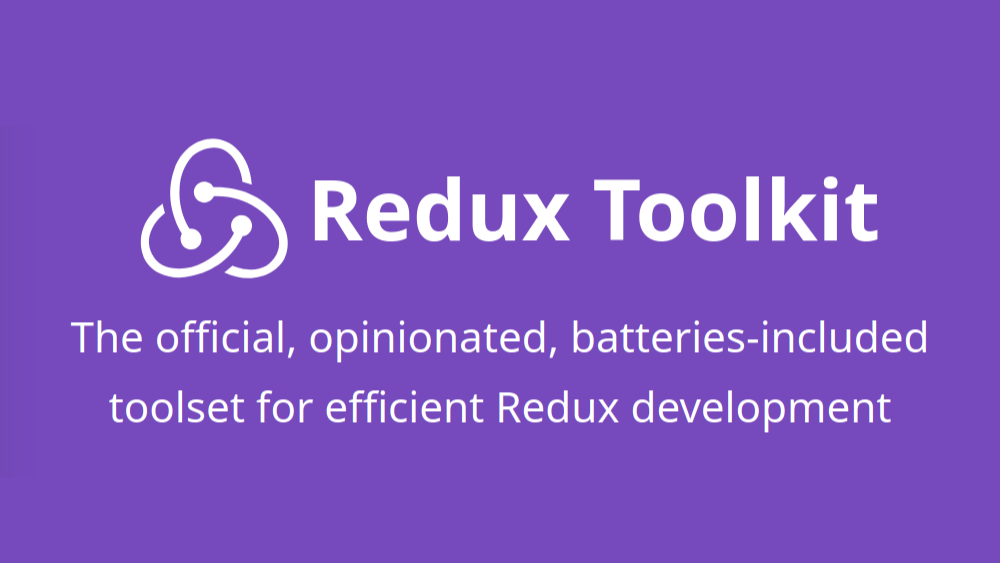 Redux Toolkit
The official, opinionated, batteries-included
toolset for efficient Redux development